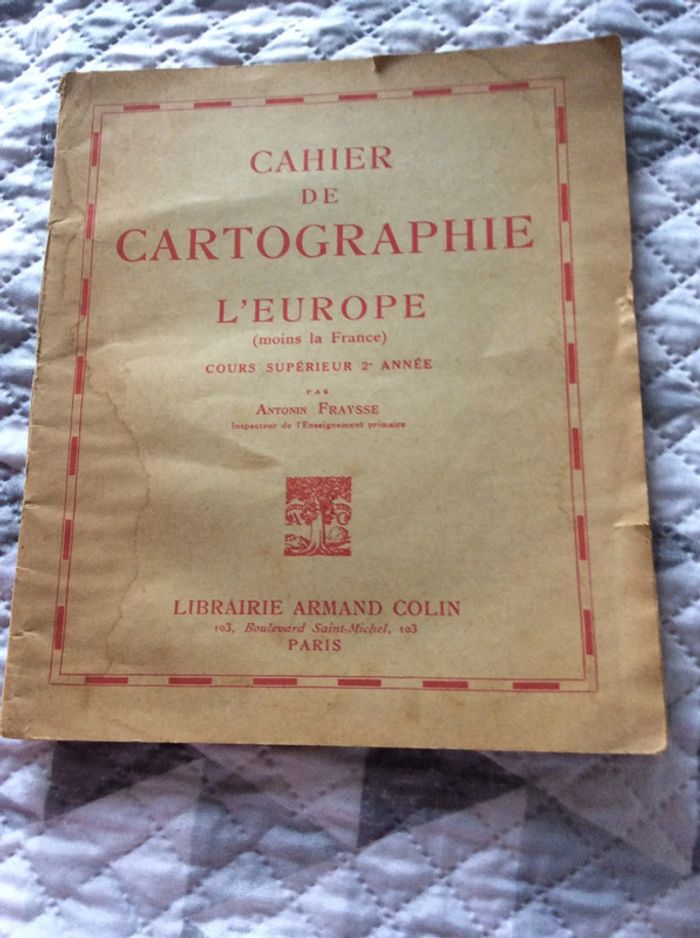 CAHIER
DE
CARTOGRAPHIE
L'EUROPE
(moins la France)
COURS SUPÉRIEUR 2e ANNÉE
PAR
ANTONIN FRAYSSE
Inspecteur de l'Enseignement primaire
A C
LIBRAIRIE ARMAND COLIN
103, Boulevard Saint-Michel, 103
PARIS